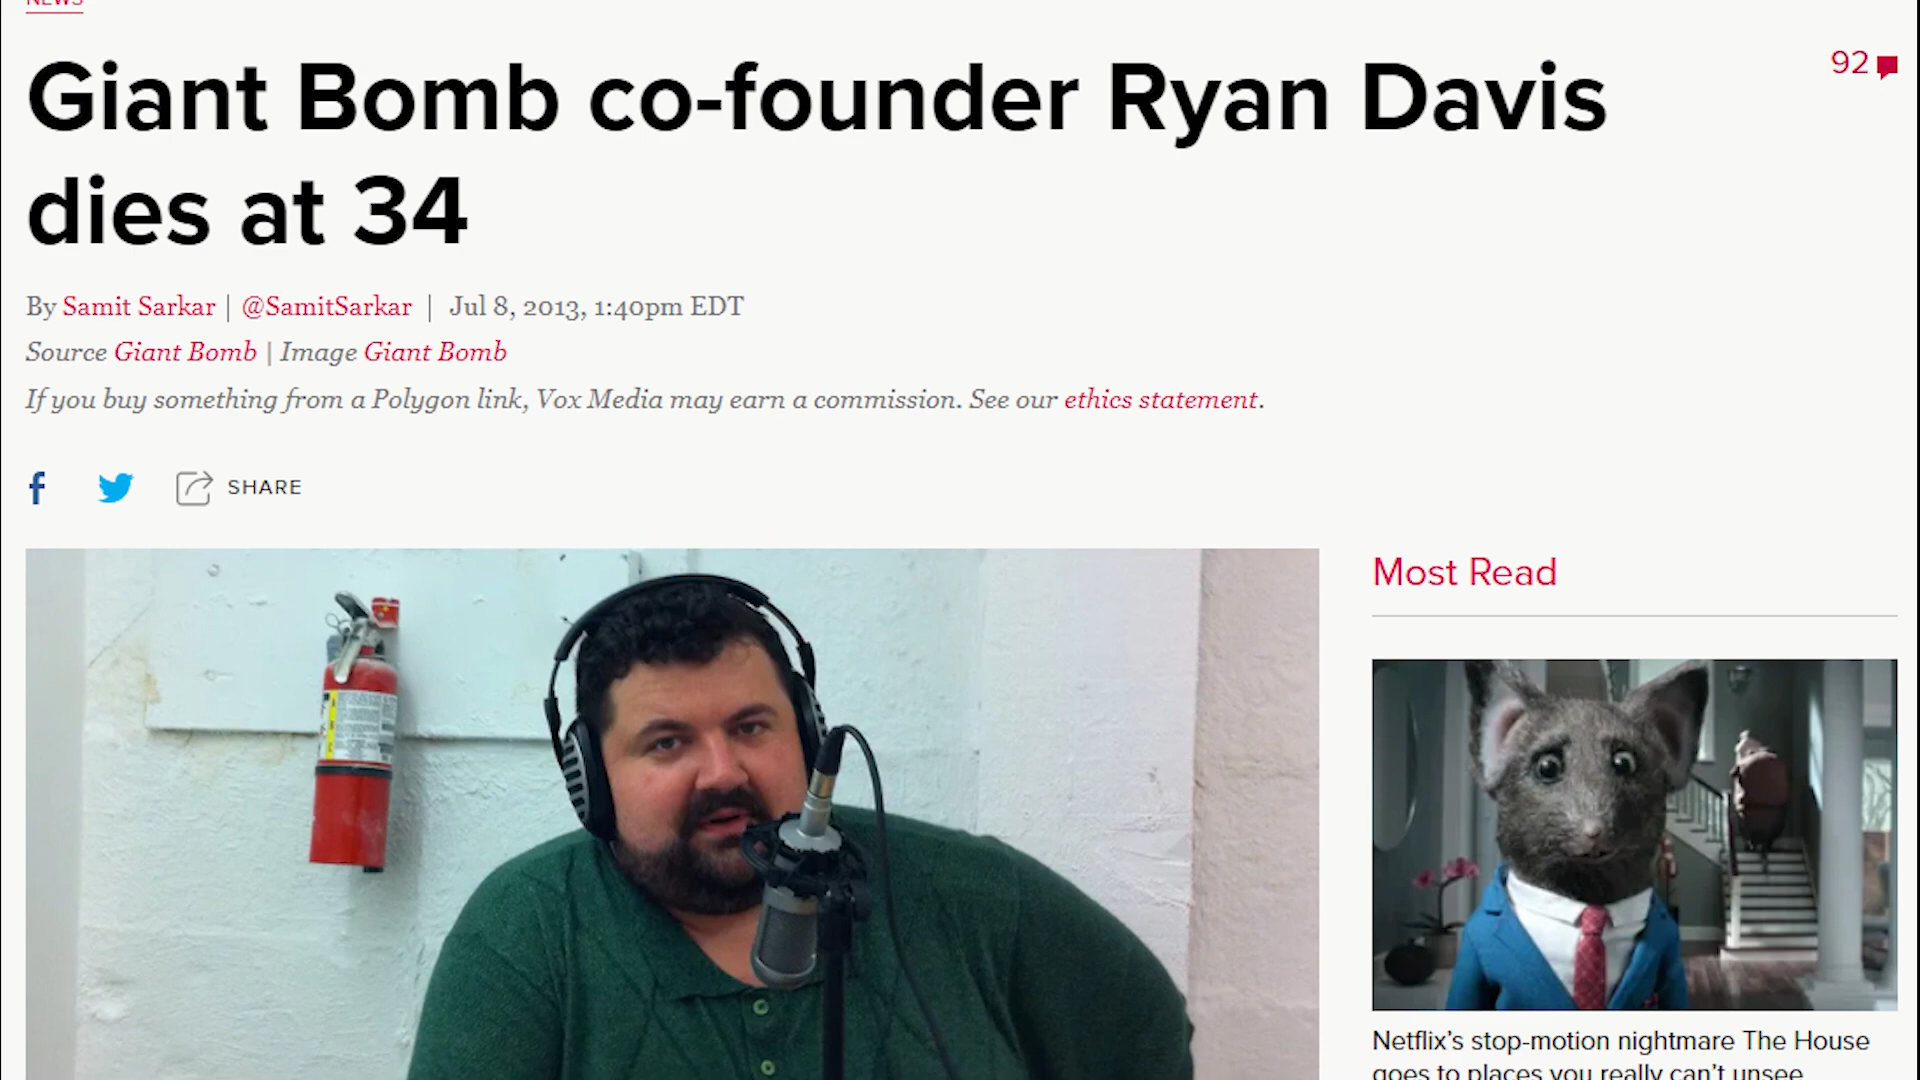 NEWS
Giant Bomb co-founder Ryan Davis
dies at 34
92
By Samit Sarkar | @SamitSarkar | Jul 8, 2013, 1:40pm EDT
Source Giant Bomb | Image Giant Bomb
If you buy something from a Polygon link, Vox Media may earn a commission. See our ethics statement.
f
SHARE
Most Read
Netflix's stop-motion nightmare The House
goes to places you really can't unsee